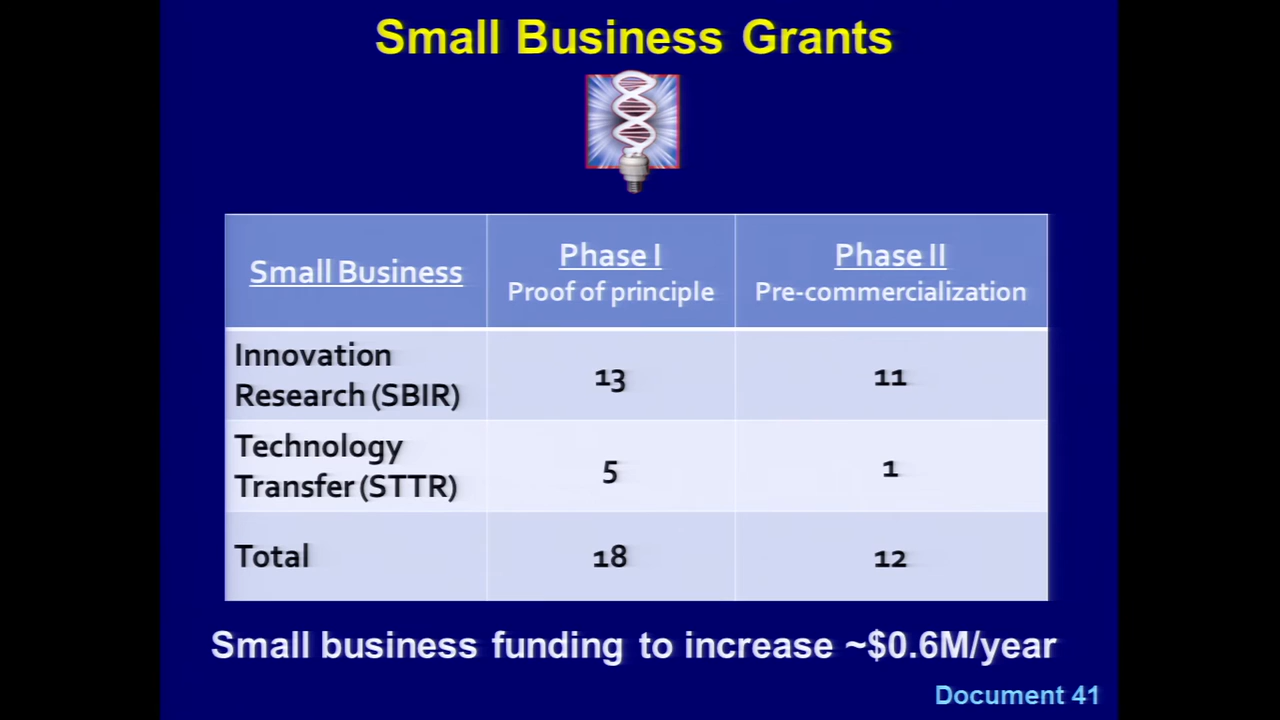 Small Business Grants
Small Business
Phase I
Proof of principle
Phase II
Pre-commercialization
Innovation
Research (SBIR)
13
11
Technology
Transfer (STTR)
5
1
Total
18
12
Small business funding to increase ~$0.6M/year
Document 41